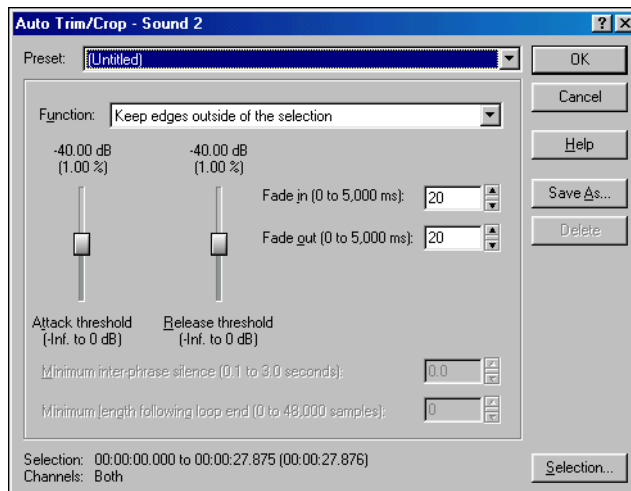 Auto Trim/Crop - Sound 2
Preset: (Untitled)
OK
Cancel
Help
Save As...
Delete
Function: Keep edges outside of the selection
-40.00 dB -40.00 dB
(1.00 %) (1.00 %)
Fade in (0 to 5,000 ms): 20
Fade out (0 to 5,000 ms): 20
Attack threshold Release threshold
(-Inf. to 0 dB) (-Inf. to 0 dB)
Minimum inter-phrase silence (0.1 to 3.0 seconds): 0.0
Minimum length following loop end (0 to 48,000 samples): 0
Selection: 00:00:00.000 to 00:00:27.875 (00:00:27.876)
Channels: Both
Selection...